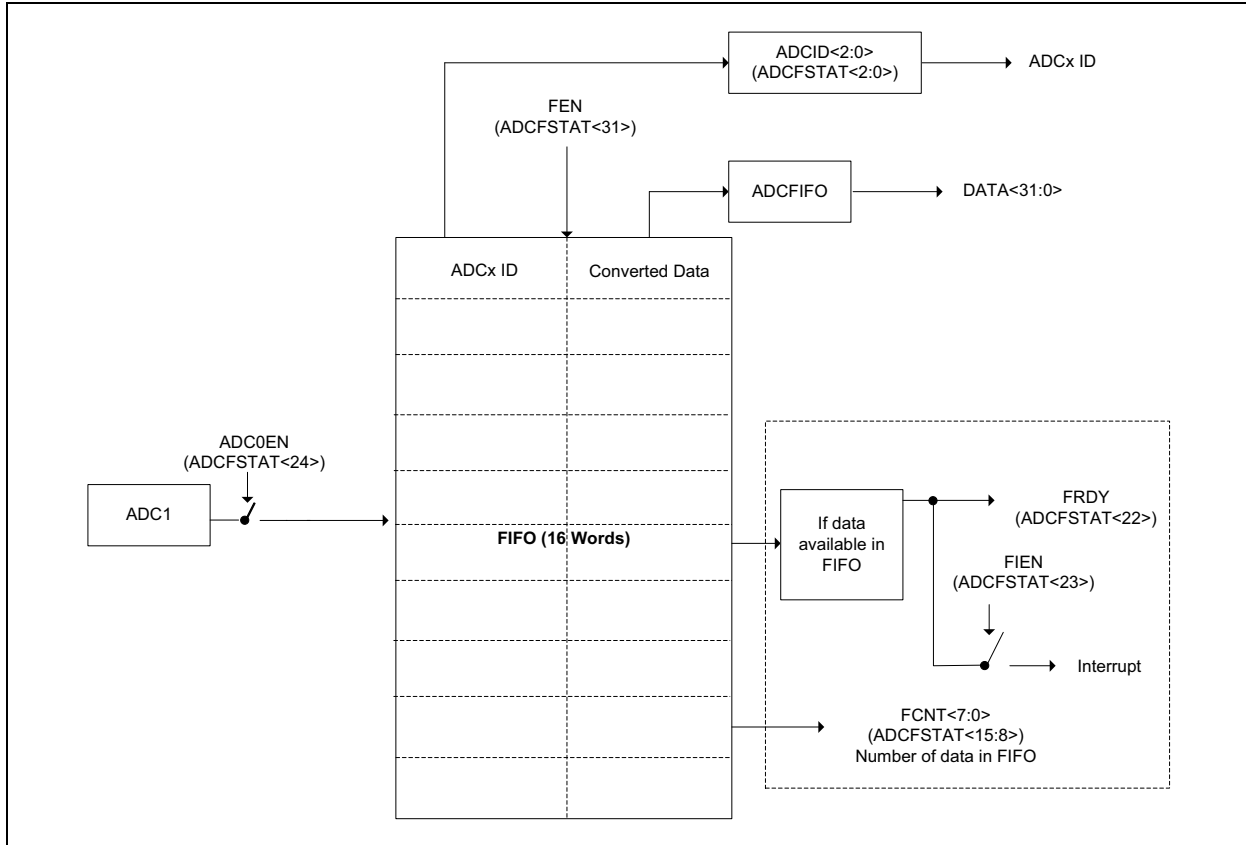 ADCID<2:0>
(ADCFSTAT<2:0>)
ADCx ID
FEN
(ADCFSTAT<31>)
ADCFIFO
DATA<31:0>
ADCx ID
Converted Data
ADC0EN
(ADCFSTAT<24>)
ADC1
FIFO (16 Words)
If data
available in
FIFO
FRDY
(ADCFSTAT<22>)
FIEN
(ADCFSTAT<23>)
Interrupt
FCNT<7:0>
(ADCFSTAT<15:8>)
Number of data in FIFO